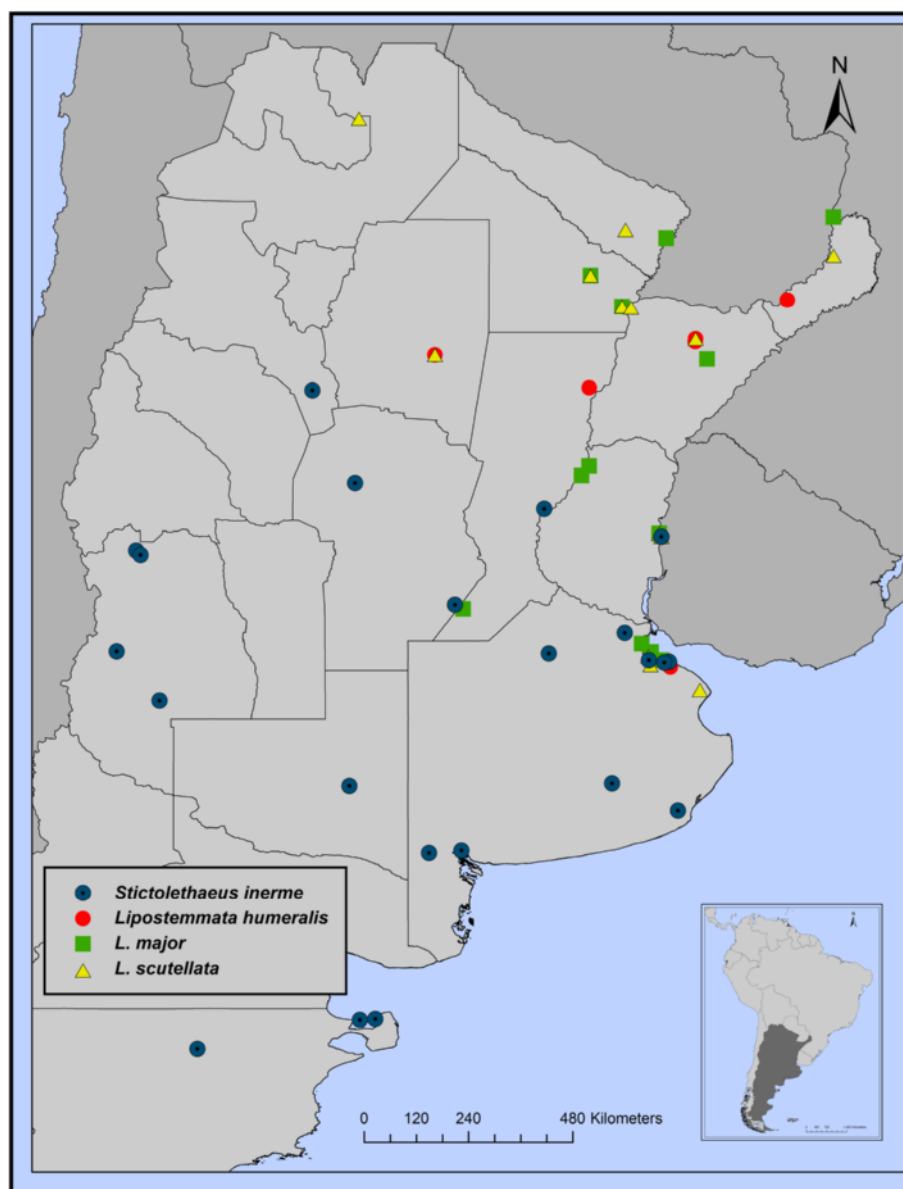 N
Stictolethaeus inerme
Lipostemmata humeralis
L. major
L. scutellata
0 120 240 480 Kilometers
N